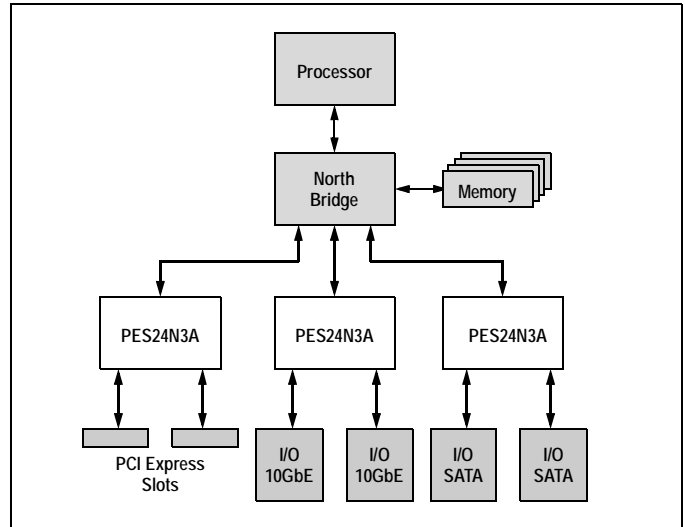 Processor
North
Bridge
Memory
PES24N3A
PES24N3A
PES24N3A
PCI Express
Slots
I/O
10GbE
I/O
10GbE
I/O
SATA
I/O
SATA